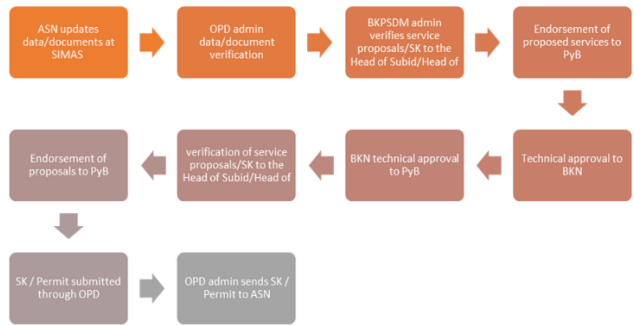 ASN updates
data/documents at
SIMAS
OPD admin
data/document
verification
BKPSDM admin
verifies service
proposals/SK to the
Head of Subid/Head of
Endorsement of
proposed services to
PyB
Technical approval to
BKN
BKN technical approval
to PyB
verification of service
proposals/SK to the
Head of Subid/Head of
Endorsement of
proposals to PyB
SK / Permit submitted
through OPD
OPD admin sends SK /
Permit to ASN